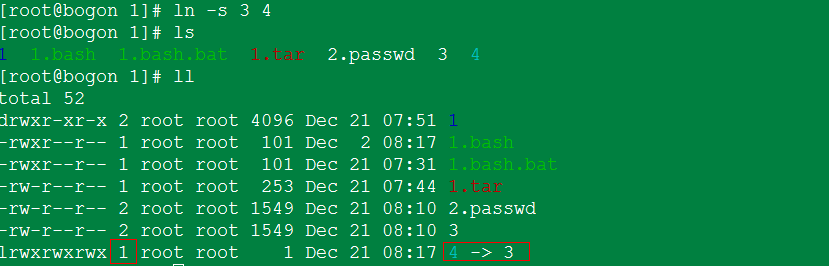 [root@bogon 1]# ln -s 3 4
[root@bogon 1]# ls
1  1.bash  1.bash.bat  1.tar  2.passwd  3  4
[root@bogon 1]# ll
total 52
drwxr-xr-x 2 root root 4096 Dec 21 07:51 1
-rwxr--r-- 1 root root  101 Dec  2 08:17 1.bash
-rwxr--r-- 1 root root  101 Dec 21 07:31 1.bash.bat
-rw-r--r-- 1 root root  253 Dec 21 07:44 1.tar
-rw-r--r-- 2 root root 1549 Dec 21 08:10 2.passwd
-rw-r--r-- 2 root root 1549 Dec 21 08:10 3
lrwxrwxrwx 1 root root    1 Dec 21 08:17 4 -> 3